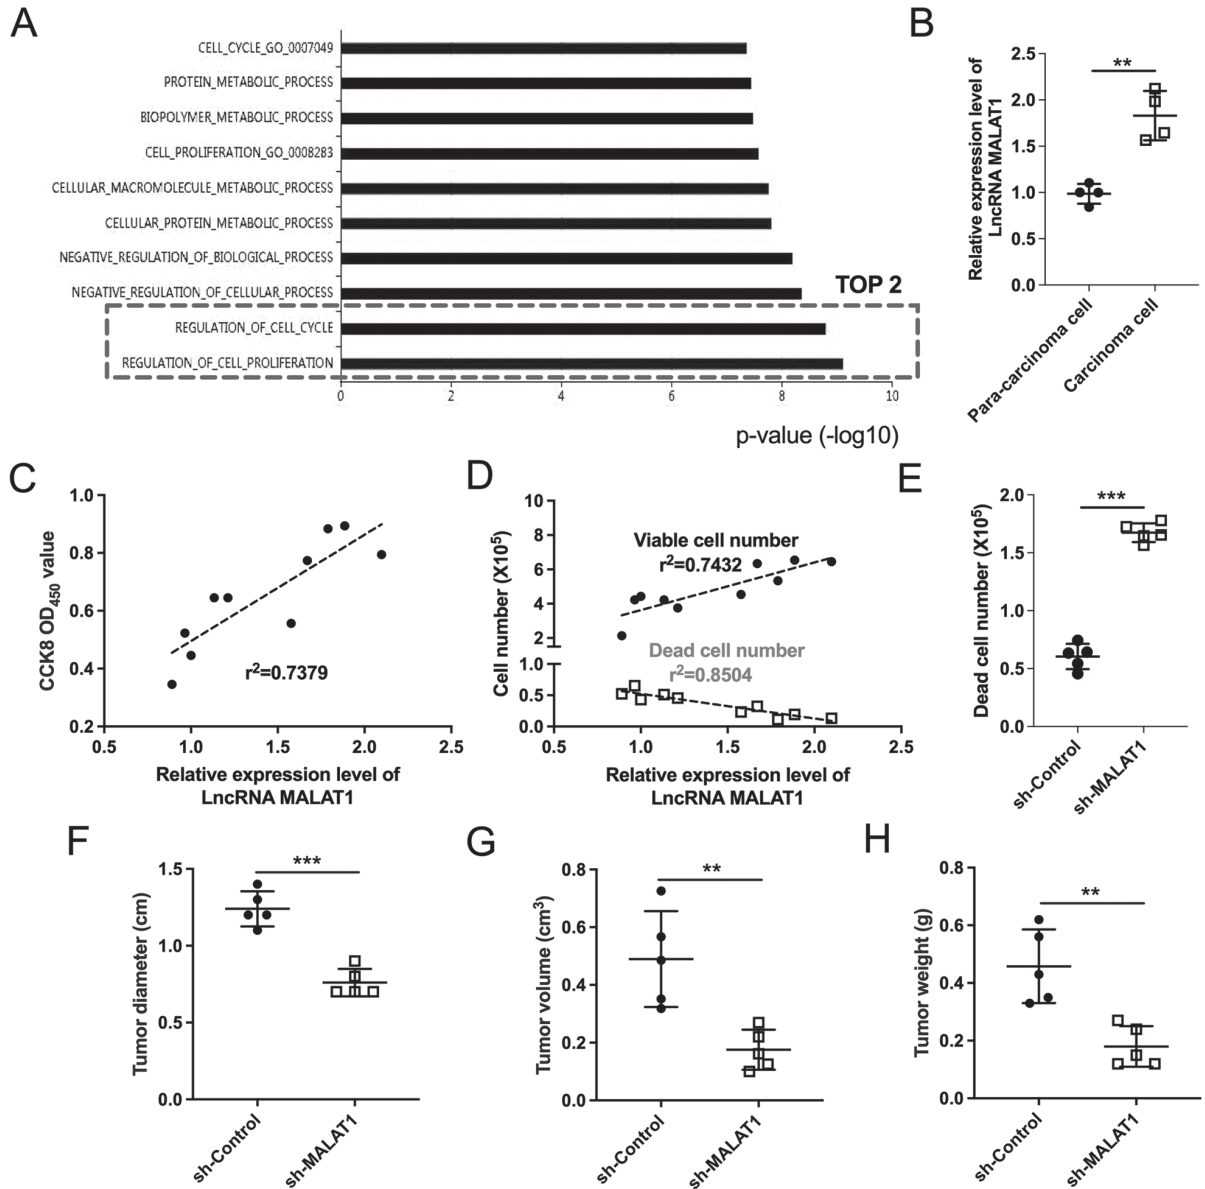 A
CELL_CYCLE_GO_0007049
PROTEIN_METABOLIC_PROCESS
BIOPOLYMER_METABOLIC_PROCESS
CELL_PROLIFERATION_GO_0008283
CELLULAR_MACROMOLECULE_METABOLIC_PROCESS
CELLULAR_PROTEIN_METABOLIC_PROCESS
NEGATIVE_REGULATION_OF_BIOLOGICAL_PROCESS
NEGATIVE_REGULATION_OF_CELLULAR_PROCESS
TOP 2
REGULATION_OF_CELL_CYCLE
REGULATION_OF_CELL_PROLIFERATION
0 2 4 6 8 10
p-value (-log10)
B
Relative expression level of
LncRNA MALAT1
2.5
2.0
1.5
1.0
0.5
0.0
**
Para-carcinoma cell
Carcinoma cell
C
CCK8 OD450 value
1.0
0.8
0.6
0.4
0.2
r²=0.7379
0.5 1.0 1.5 2.0 2.5
Relative expression level of
LncRNA MALAT1
D
Cell number (X10⁵)
10
8
6
4
2
1.0
0.5
0.0
Viable cell number
r²=0.7432
Dead cell number
r²=0.8504
0.5 1.0 1.5 2.0 2.5
Relative expression level of
LncRNA MALAT1
E
Dead cell number (X10⁵)
2.0
1.5
1.0
0.5
0.0
***
sh-Control
sh-MALAT1
F
Tumor diameter (cm)
1.5
1.0
0.5
0.0
***
sh-Control
sh-MALAT1
G
Tumor volume (cm³)
0.8
0.6
0.4
0.2
0.0
**
sh-Control
sh-MALAT1
H
Tumor weight (g)
0.8
0.6
0.4
0.2
0.0
**
sh-Control
sh-MALAT1